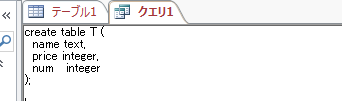 テーブル1 クエリ1
create table T (
  name text,
  price integer,
  num   integer
);